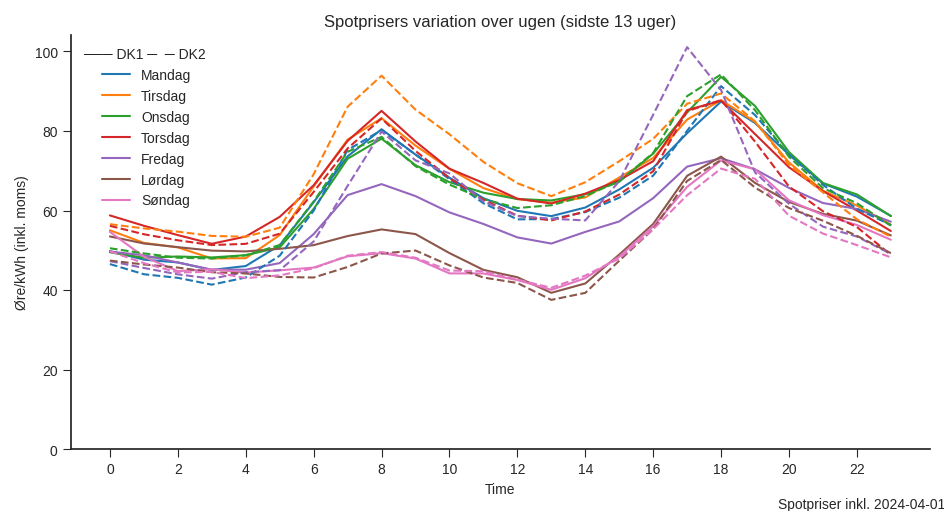 Spotprisers variation over ugen (sidste 13 uger)
DK1 DK2
Mandag
Tirsdag
Onsdag
Torsdag
Fredag
Lørdag
Søndag
Øre/kWh (inkl. moms)
100
80
60
40
20
0
0 2 4 6 8 10 12 14 16 18 20 22
Time
Spotpriser inkl. 2024-04-01